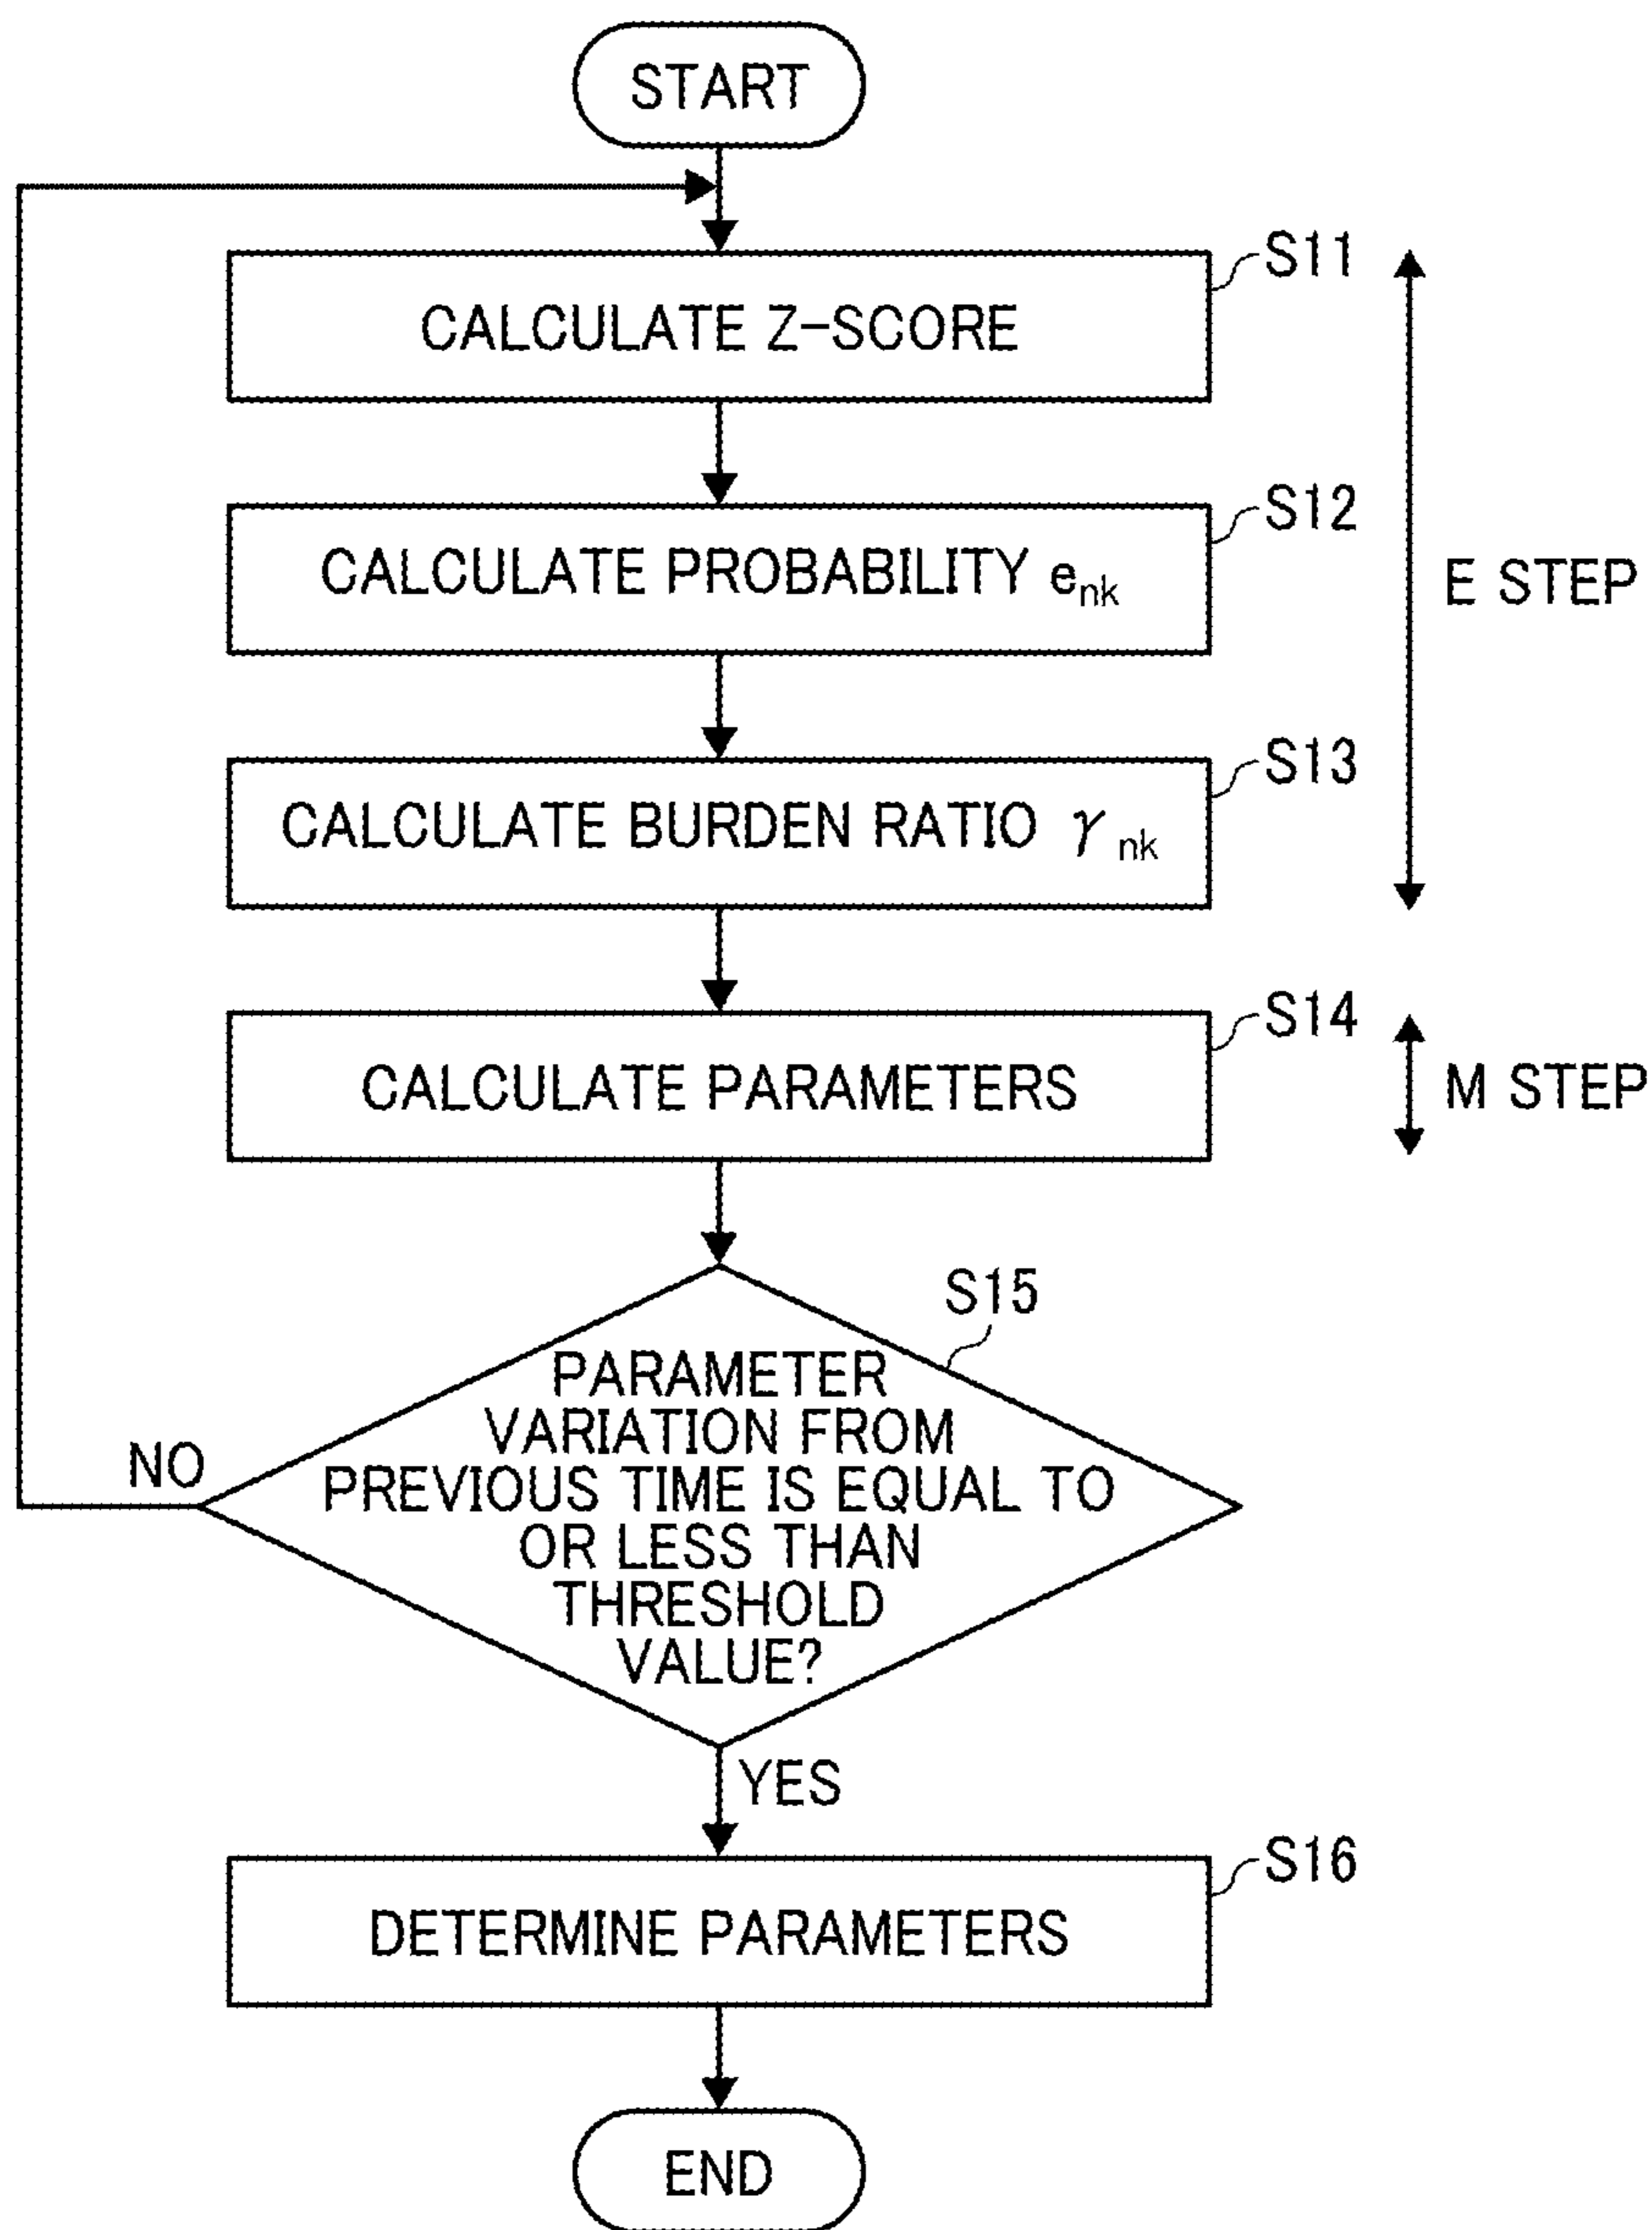 START
S11
CALCULATE Z-SCORE
S12
CALCULATE PROBABILITY enk
E STEP
S13
CALCULATE BURDEN RATIO γnk
S14
CALCULATE PARAMETERS
M STEP
S15
PARAMETER
VARIATION FROM
PREVIOUS TIME IS EQUAL TO
OR LESS THAN
THRESHOLD
VALUE?
NO
YES
S16
DETERMINE PARAMETERS
END